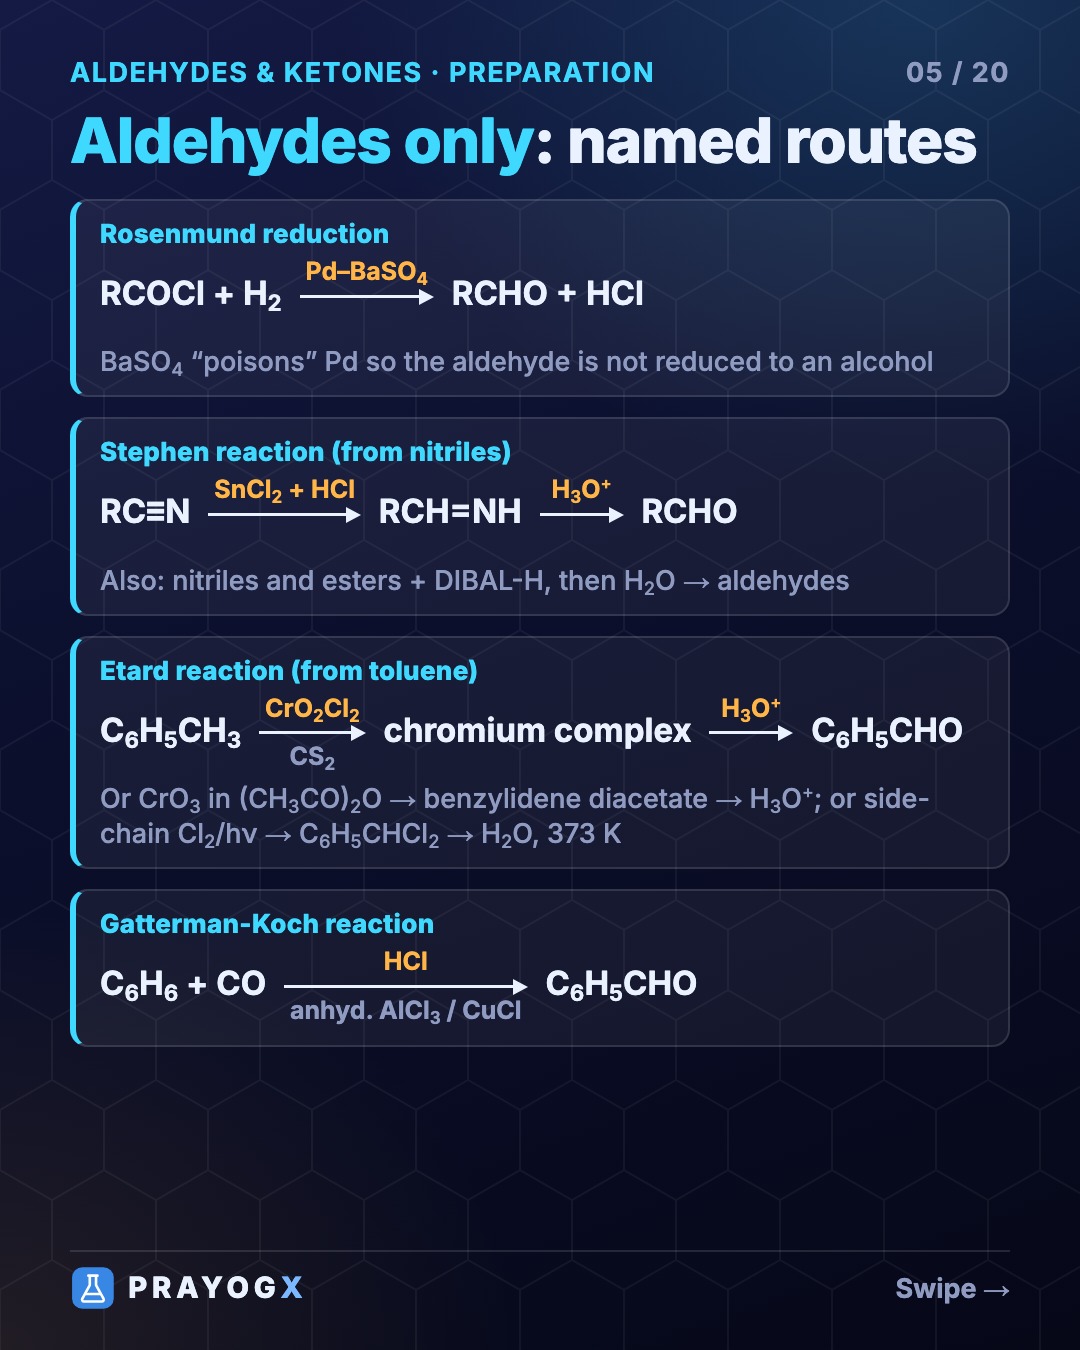 ALDEHYDES & KETONES · PREPARATION 05 / 20
Aldehydes only: named routes
Rosenmund reduction
Pd–BaSO₄
RCOCl + H₂ ⟶ RCHO + HCl
BaSO₄ “poisons” Pd so the aldehyde is not reduced to an alcohol
Stephen reaction (from nitriles)
SnCl₂ + HCl H₃O⁺
RC≡N ⟶ RCH=NH ⟶ RCHO
Also: nitriles and esters + DIBAL-H, then H₂O → aldehydes
Etard reaction (from toluene)
CrO₂Cl₂ H₃O⁺
C₆H₅CH₃ ⟶ chromium complex ⟶ C₆H₅CHO
CS₂
Or CrO₃ in (CH₃CO)₂O → benzylidene diacetate → H₃O⁺; or side-
chain Cl₂/hν → C₆H₅CHCl₂ → H₂O, 373 K
Gatterman-Koch reaction
HCl
C₆H₆ + CO ⟶ C₆H₅CHO
anhyd. AlCl₃ / CuCl
PRAYOGX Swipe →